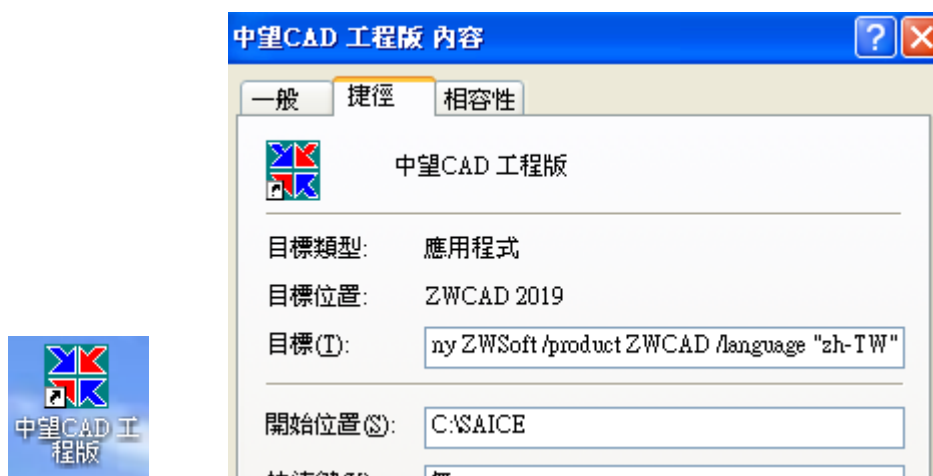 中望CAD 工程版 內容
一般 捷徑 相容性
中望CAD 工程版
目標類型: 應用程式
目標位置: ZWCAD 2019
目標(T): ny ZWSoft /product ZWCAD /language "zh-TW"
開始位置(S): C:\SAICE
中望CAD 工
程版